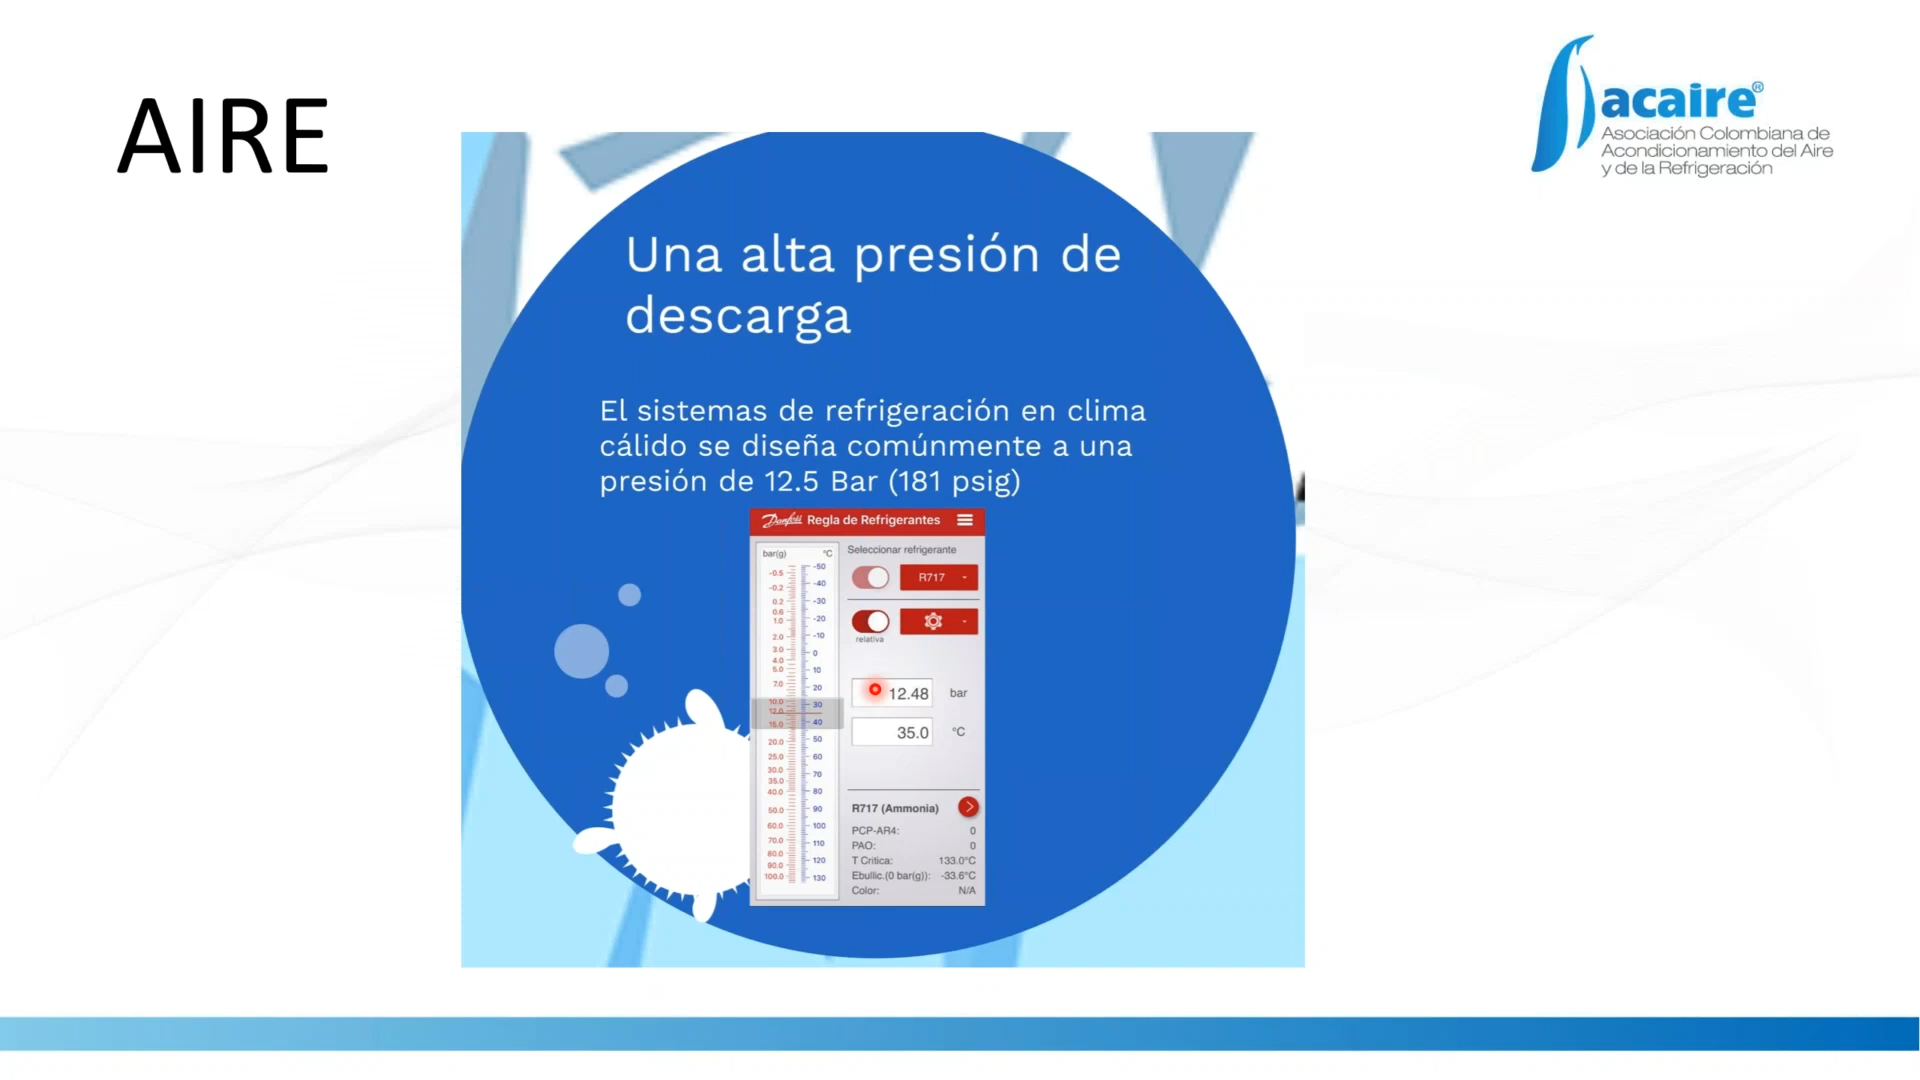 AIRE
acaire®
Asociación Colombiana de
Acondicionamiento del Aire
y de la Refrigeración
Una alta presión de
descarga
El sistemas de refrigeración en clima
cálido se diseña comúnmente a una
presión de 12.5 Bar (181 psig)
Danfoss Regla de Refrigerantes
bar(g) °C
-0.5
-0.2
0.2
0.6
1.0
2.0
3.0
4.0
5.0
7.0
10.0
12.0
15.0
20.0
25.0
30.0
35.0
40.0
50.0
60.0
70.0
80.0
90.0
100.0
-50
-40
-30
-20
-10
0
10
20
30
40
50
60
70
80
90
100
110
120
130
Seleccionar refrigerante
R717
relativa
12.48 bar
35.0 °C
R717 (Ammonia)
PCP-AR4: 0
PAO: 0
T Critica: 133.0°C
Ebullic.(0 bar(g)): -33.6°C
Color: N/A